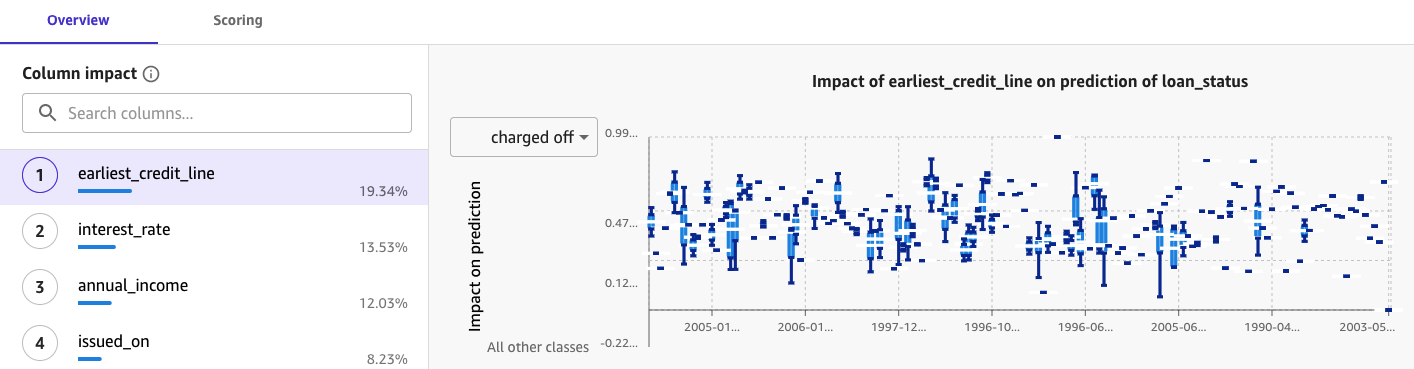 Overview
Scoring
Column impact
Search columns...
1
earliest_credit_line
19.34%
2
interest_rate
13.53%
3
annual_income
12.03%
4
issued_on
8.23%
Impact of earliest_credit_line on prediction of loan_status
charged off
Impact on prediction
All other classes
0.99...
0.47...
0.12...
-0.22...
2005-01...
2006-01...
1997-12...
1996-10...
1996-06...
2005-06...
1990-04...
2003-05...